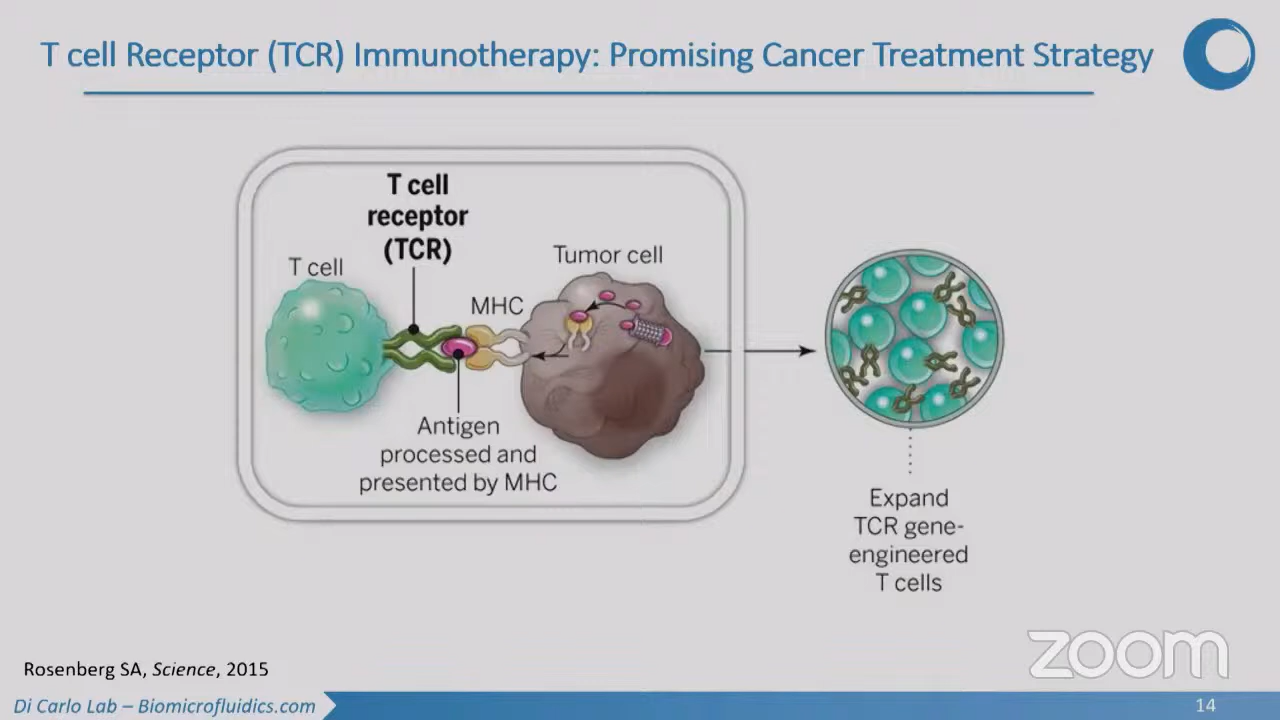 T cell Receptor (TCR) Immunotherapy: Promising Cancer Treatment Strategy
T cell
receptor
(TCR)
T cell
MHC
Tumor cell
Antigen
processed and
presented by MHC
Expand
TCR gene-
engineered
T cells
Rosenberg SA, Science, 2015
zoom
Di Carlo Lab – Biomicrofluidics.com
14